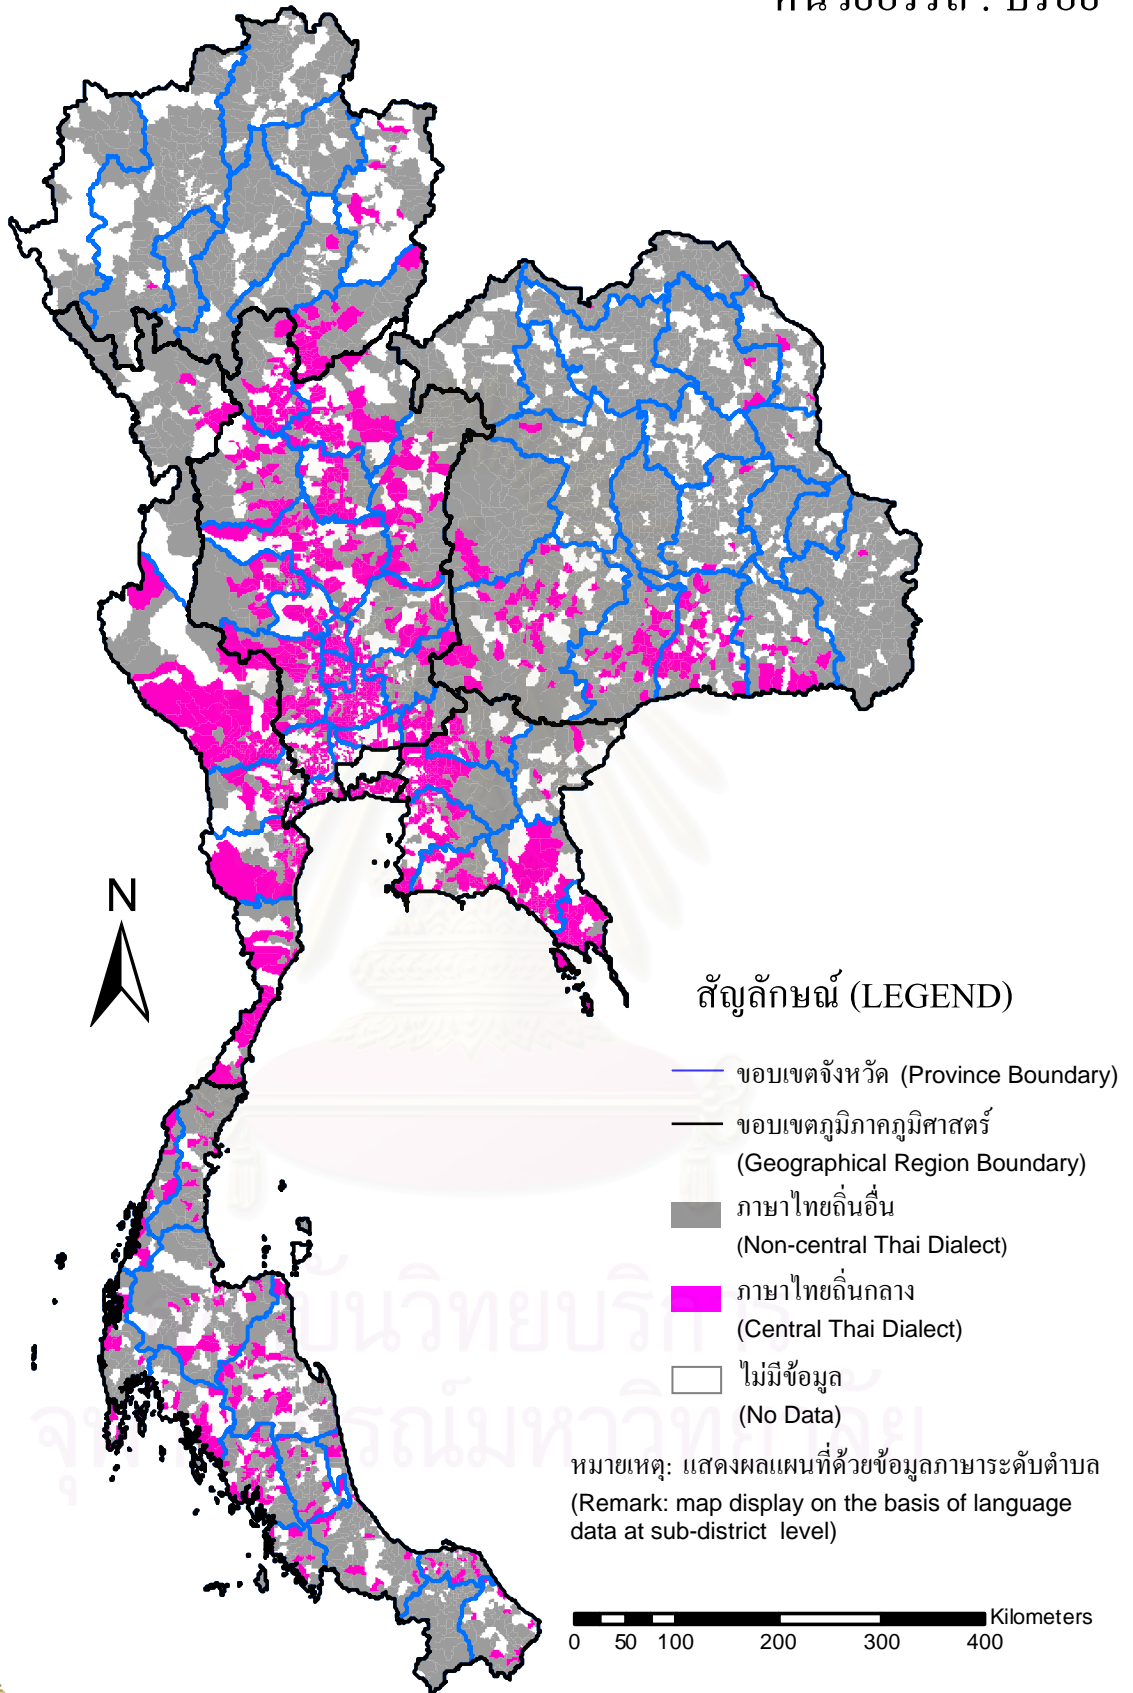 N
สัญลักษณ์ (LEGEND)
ขอบเขตจังหวัด (Province Boundary)
ขอบเขตภูมิภาคภูมิศาสตร์
(Geographical Region Boundary)
ภาษาไทยถิ่นอื่น
(Non-central Thai Dialect)
ภาษาไทยถิ่นกลาง
(Central Thai Dialect)
ไม่มีข้อมูล
(No Data)
หมายเหตุ: แสดงผลแผนที่ด้วยข้อมูลภาษาระดับตำบล
(Remark: map display on the basis of language
data at sub-district level)
Kilometers
0 50 100 200 300 400